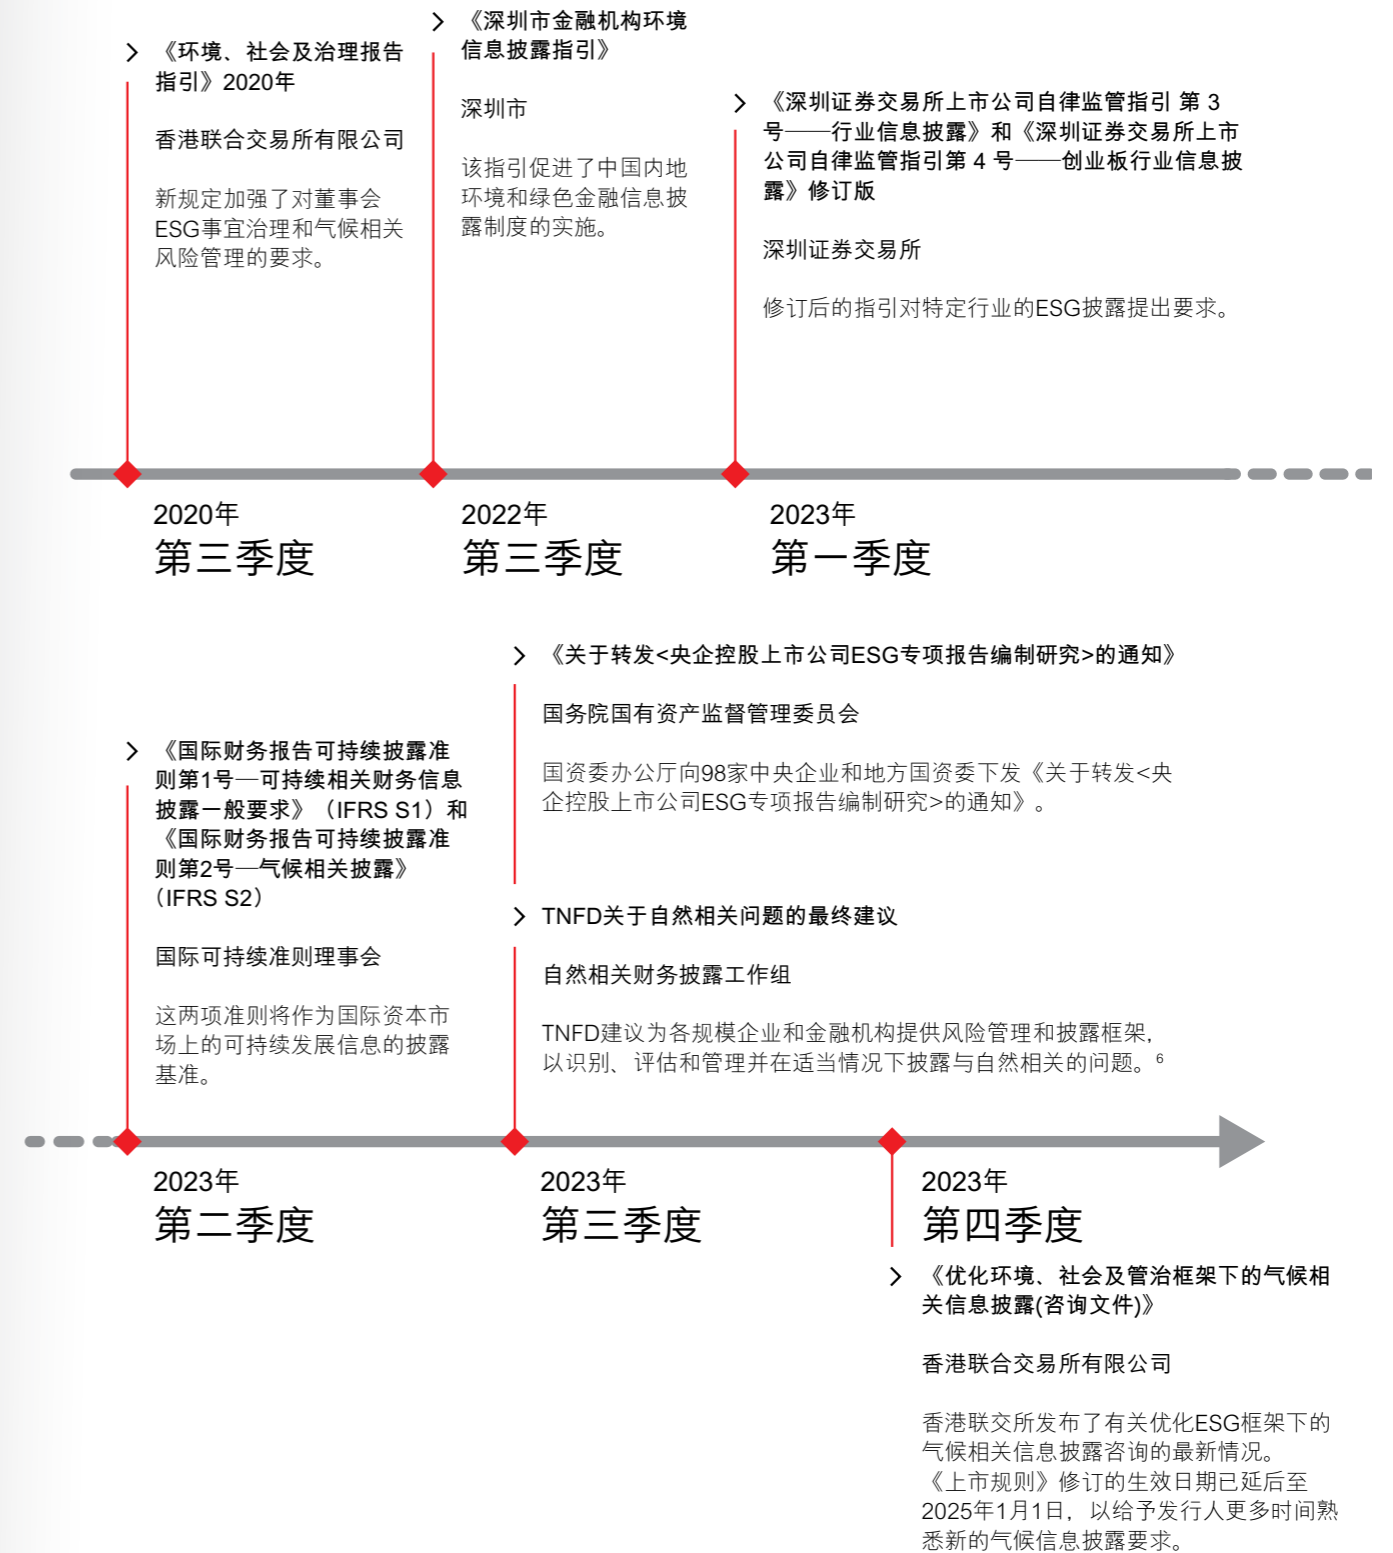 《环境、社会及治理报告
指引》2020年
香港联合交易所有限公司
新规定加强了对董事会
ESG事宜治理和气候相关
风险管理的要求。
2020年
第三季度
《深圳市金融机构环境
信息披露指引》
深圳市
该指引促进了中国内地
环境和绿色金融信息披
露制度的实施。
2022年
第三季度
《深圳证券交易所上市公司自律监管指引 第 3
号——行业信息披露》和《深圳证券交易所上市
公司自律监管指引第 4 号——创业板行业信息披
露》修订版
深圳证券交易所
修订后的指引对特定行业的ESG披露提出要求。
2023年
第一季度
《国际财务报告可持续披露准
则第1号—可持续相关财务信息
披露一般要求》（IFRS S1）和
《国际财务报告可持续披露准
则第2号—气候相关披露》
（IFRS S2）
国际可持续准则理事会
这两项准则将作为国际资本市
场上的可持续发展信息的披露
基准。
2023年
第二季度
《关于转发<央企控股上市公司ESG专项报告编制研究>的通知》
国务院国有资产监督管理委员会
国资委办公厅向98家中央企业和地方国资委下发《关于转发<央
企控股上市公司ESG专项报告编制研究>的通知》。
TNFD关于自然相关问题的最终建议
自然相关财务披露工作组
TNFD建议为各规模企业和金融机构提供风险管理和披露框架，
以识别、评估和管理并在适当情况下披露与自然相关的问题。⁶
2023年
第三季度
2023年
第四季度
《优化环境、社会及管治框架下的气候相
关信息披露(咨询文件)》
香港联合交易所有限公司
香港联交所发布了有关优化ESG框架下的
气候相关信息披露咨询的最新情况。
《上市规则》修订的生效日期已延后至
2025年1月1日，以给予发行人更多时间熟
悉新的气候信息披露要求。